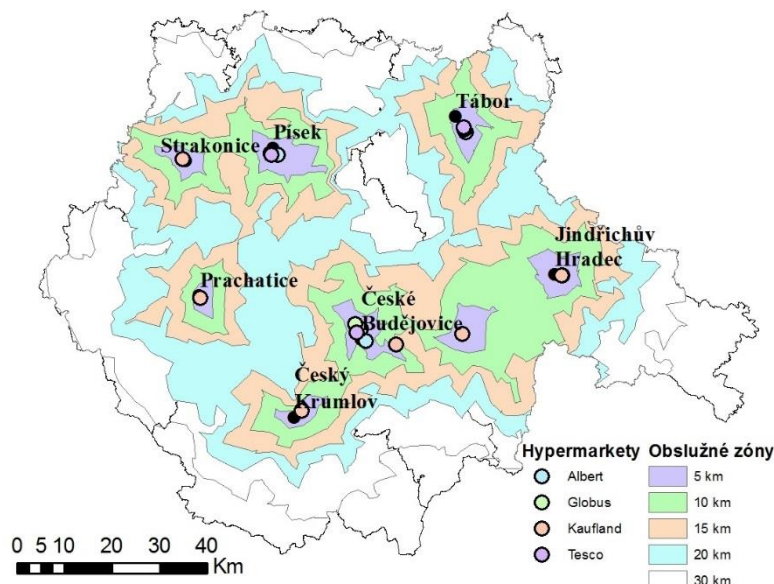 Tábor
Písek
Strakonice
Jindřichův
Hradec
Prachatice
České
Budějovice
Český
Krumlov
Hypermarkety
Albert
Globus
Kaufland
Tesco
Obslužné zóny
5 km
10 km
15 km
20 km
30 km
0 5 10 20 30 40
Km